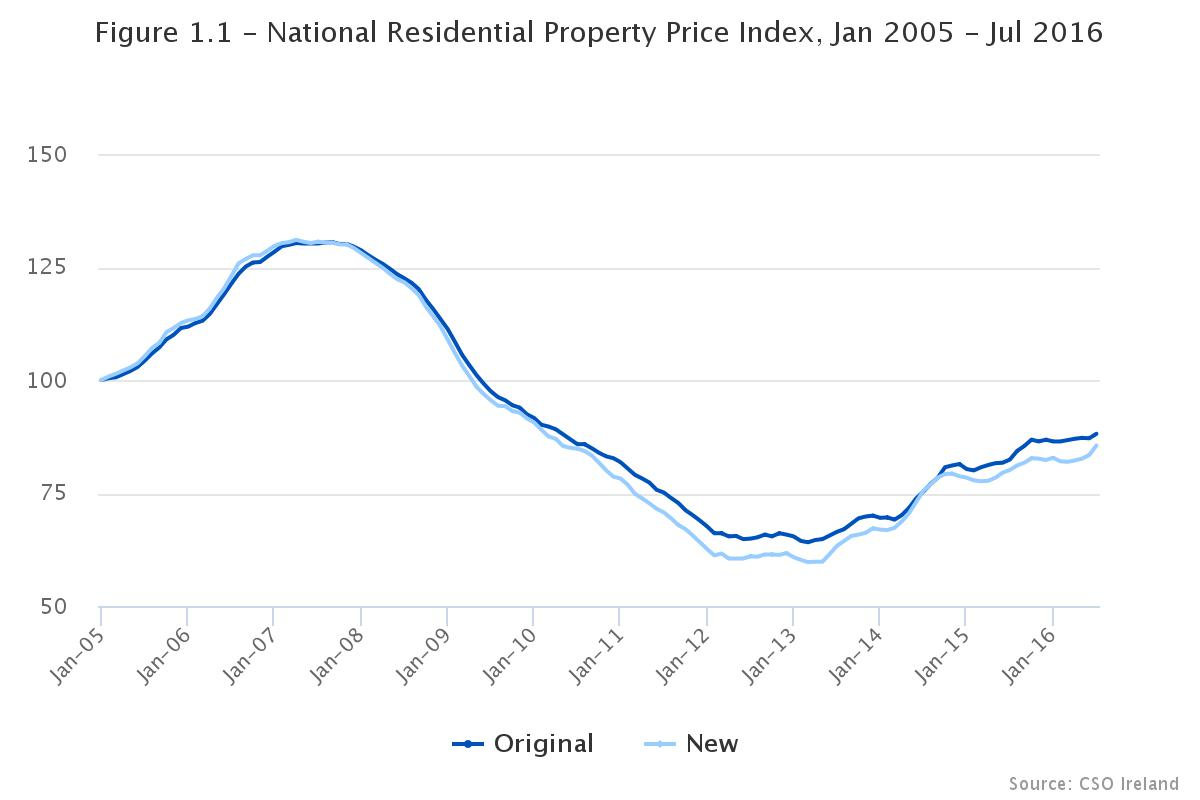 Figure 1.1 – National Residential Property Price Index, Jan 2005 – Jul 2016
150
125
100
75
50
Jan-05
Jan-06
Jan-07
Jan-08
Jan-09
Jan-10
Jan-11
Jan-12
Jan-13
Jan-14
Jan-15
Jan-16
Original
New
Source: CSO Ireland